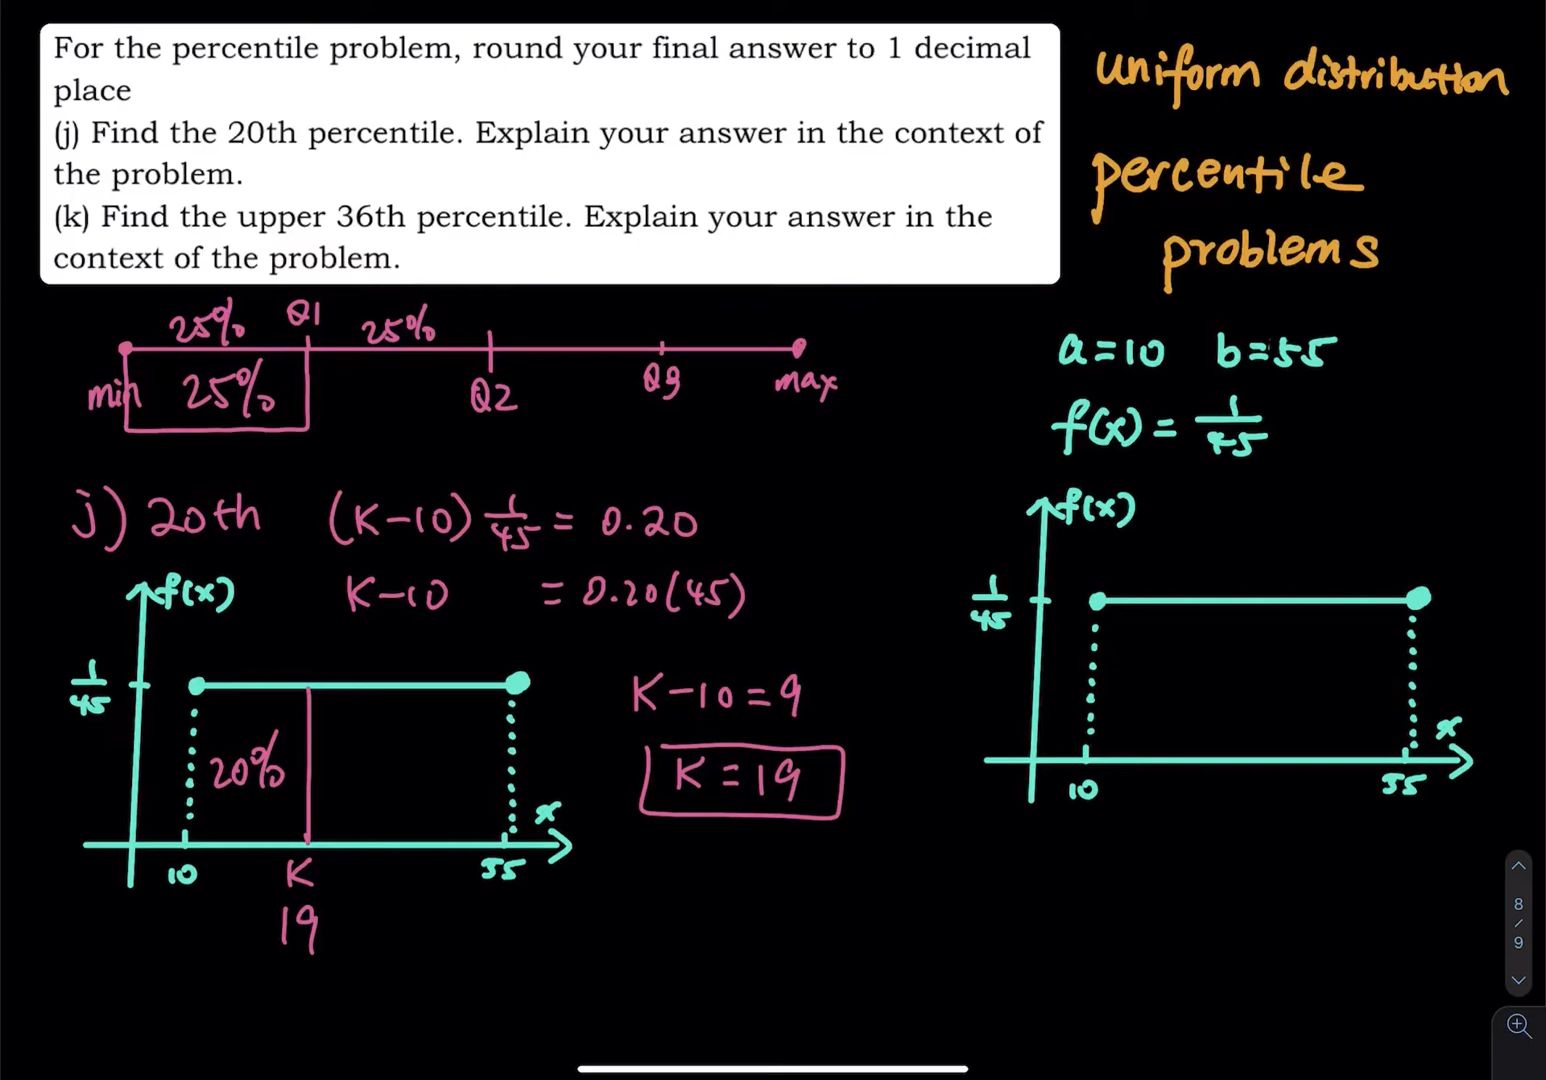 For the percentile problem, round your final answer to 1 decimal
place
(j) Find the 20th percentile. Explain your answer in the context of
the problem.
(k) Find the upper 36th percentile. Explain your answer in the
context of the problem.
uniform distribution
percentile
problems
25% Q1 25%
min 25% Q2 Q3 max
a=10 b=55
f(x) = 1/45
j) 20th (K-10) 1/45 = 0.20
K-10 = 0.20(45)
K-10=9
K=19
f(x)
1/45
20%
x
10 K 55
19
f(x)
1/45
x
10 55
8
/
9